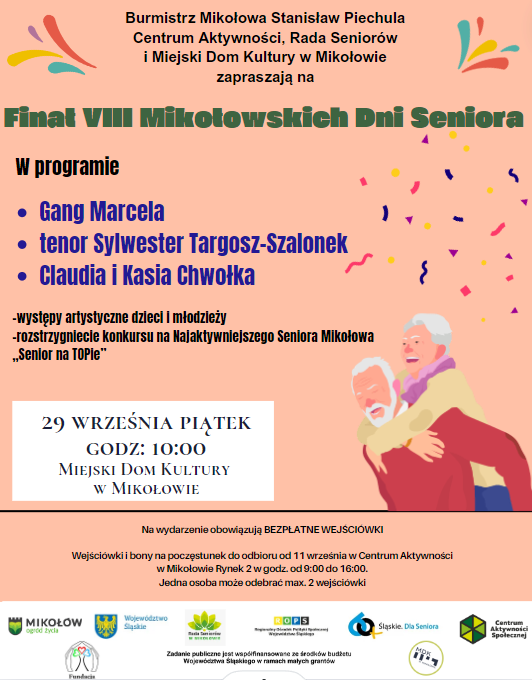 Burmistrz Mikołowa Stanisław Piechula
Centrum Aktywności, Rada Seniorów
i Miejski Dom Kultury w Mikołowie
zapraszają na
Finał VIII Mikołowskich Dni Seniora
W programie
• Gang Marcela
• tenor Sylwester Targosz-Szalonek
• Claudia i Kasia Chwołka
-występy artystyczne dzieci i młodzieży
-rozstrzygniecie konkursu na Najaktywniejszego Seniora Mikołowa
„Senior na TOPie”
29 WRZEŚNIA PIĄTEK
GODZ: 10:00
MIEJSKI DOM KULTURY
W MIKOŁOWIE
Na wydarzenie obowiązują BEZPŁATNE WEJŚCIÓWKI
Wejściówki i bony na poczęstunek do odbioru od 11 września w Centrum Aktywności
w Mikołowie Rynek 2 w godz. od 9:00 do 16:00.
Jedna osoba może odebrać max. 2 wejściówki
MIKOŁÓW
ogród życia
Województwo
Śląskie
Rada Seniorów
ROPS
Regionalny Ośrodek Polityki Społecznej
Województwa Śląskiego
60+
Śląskie. Dla Seniora
Centrum
Aktywności
Społecznej
Fundacja
Zadanie publiczne jest współfinansowane ze środków budżetu
Województwa Śląskiego w ramach małych grantów
MDK